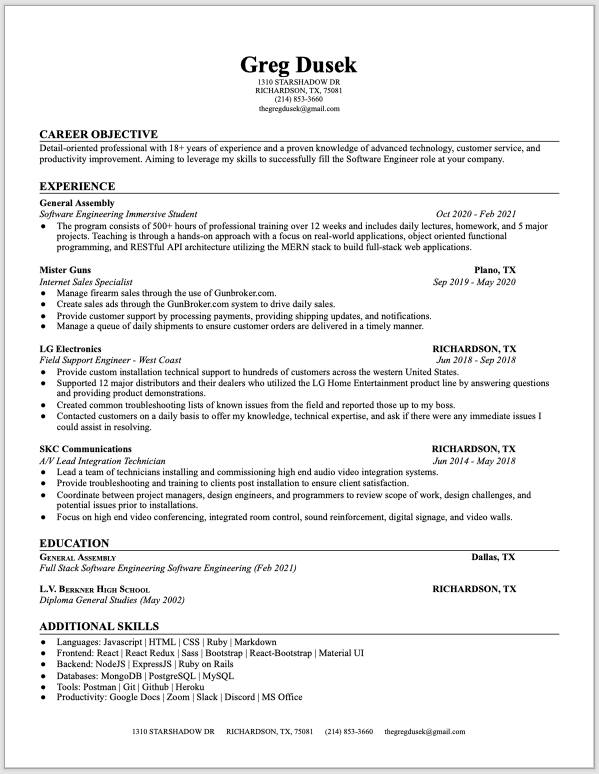 Greg Dusek
1310 STARSHADOW DR
RICHARDSON, TX, 75081
(214) 853-3660
thegregdusek@gmail.com
CAREER OBJECTIVE
Detail-oriented professional with 18+ years of experience and a proven knowledge of advanced technology, customer service, and
productivity improvement. Aiming to leverage my skills to successfully fill the Software Engineer role at your company.
EXPERIENCE
General Assembly
Software Engineering Immersive Student Oct 2020 - Feb 2021
● The program consists of 500+ hours of professional training over 12 weeks and includes daily lectures, homework, and 5 major
projects. Teaching is through a hands-on approach with a focus on real-world applications, object oriented functional
programming, and RESTful API architecture utilizing the MERN stack to build full-stack web applications.
Mister Guns Plano, TX
Internet Sales Specialist Sep 2019 - May 2020
● Manage firearm sales through the use of Gunbroker.com.
● Create sales ads through the GunBroker.com system to drive daily sales.
● Provide customer support by processing payments, providing shipping updates, and notifications.
● Manage a queue of daily shipments to ensure customer orders are delivered in a timely manner.
LG Electronics RICHARDSON, TX
Field Support Engineer - West Coast Jun 2018 - Sep 2018
● Provide custom installation technical support to hundreds of customers across the western United States.
● Supported 12 major distributors and their dealers who utilized the LG Home Entertainment product line by answering questions
and providing product demonstrations.
● Created common troubleshooting lists of known issues from the field and reported those up to my boss.
● Contacted customers on a daily basis to offer my knowledge, technical expertise, and ask if there were any immediate issues I
could assist in resolving.
SKC Communications RICHARDSON, TX
A/V Lead Integration Technician Jun 2014 - May 2018
● Lead a team of technicians installing and commissioning high end audio video integration systems.
● Provide troubleshooting and training to clients post installation to ensure client satisfaction.
● Coordinate between project managers, design engineers, and programmers to review scope of work, design challenges, and
potential issues prior to installations.
● Focus on high end video conferencing, integrated room control, sound reinforcement, digital signage, and video walls.
EDUCATION
General Assembly Dallas, TX
Full Stack Software Engineering Software Engineering (Feb 2021)
L.V. Berkner High School RICHARDSON, TX
Diploma General Studies (May 2002)
ADDITIONAL SKILLS
● Languages: Javascript | HTML | CSS | Ruby | Markdown
● Frontend: React | React Redux | Sass | Bootstrap | React-Bootstrap | Material UI
● Backend: NodeJS | ExpressJS | Ruby on Rails
● Databases: MongoDB | PostgreSQL | MySQL
● Tools: Postman | Git | Github | Heroku
● Productivity: Google Docs | Zoom | Slack | Discord | MS Office
1310 STARSHADOW DR RICHARDSON, TX, 75081 (214) 853-3660 thegregdusek@gmail.com